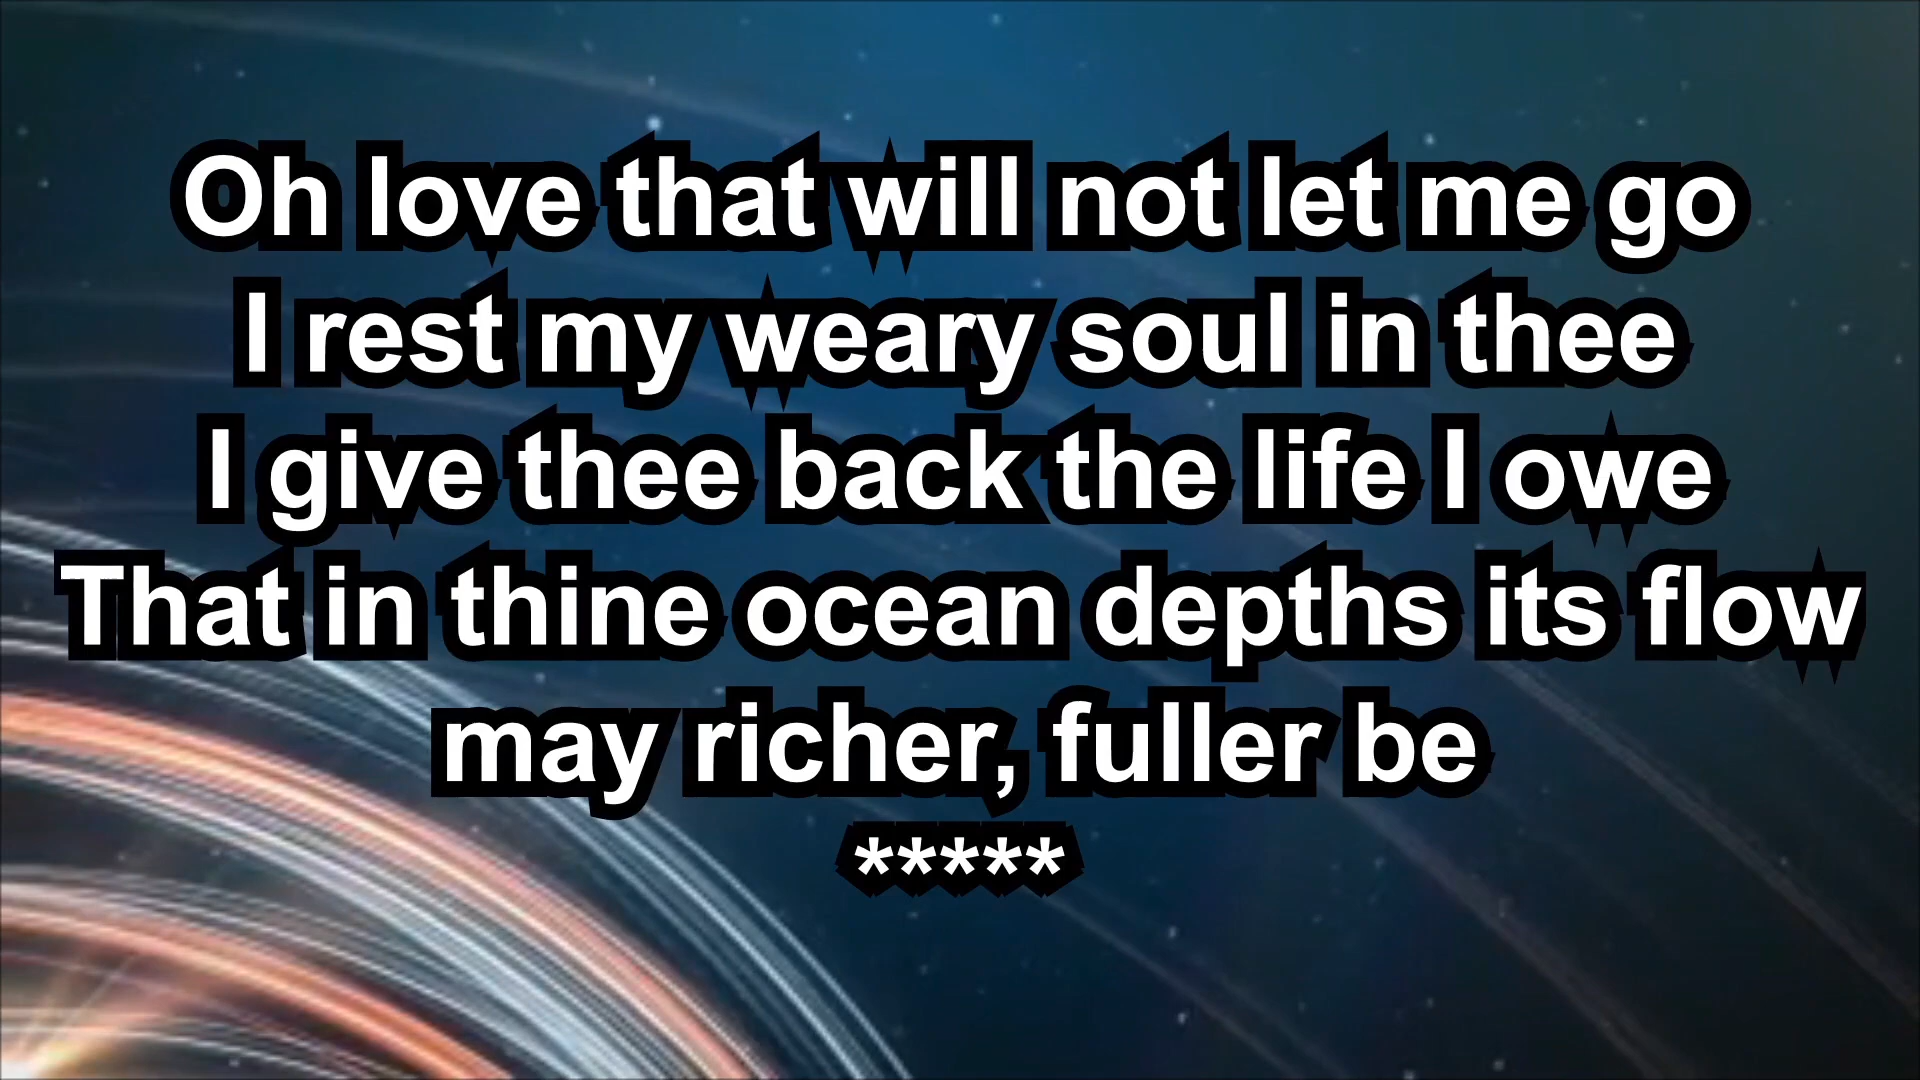 Oh love that will not let me go
I rest my weary soul in thee
I give thee back the life I owe
That in thine ocean depths its flow
may richer, fuller be
*****